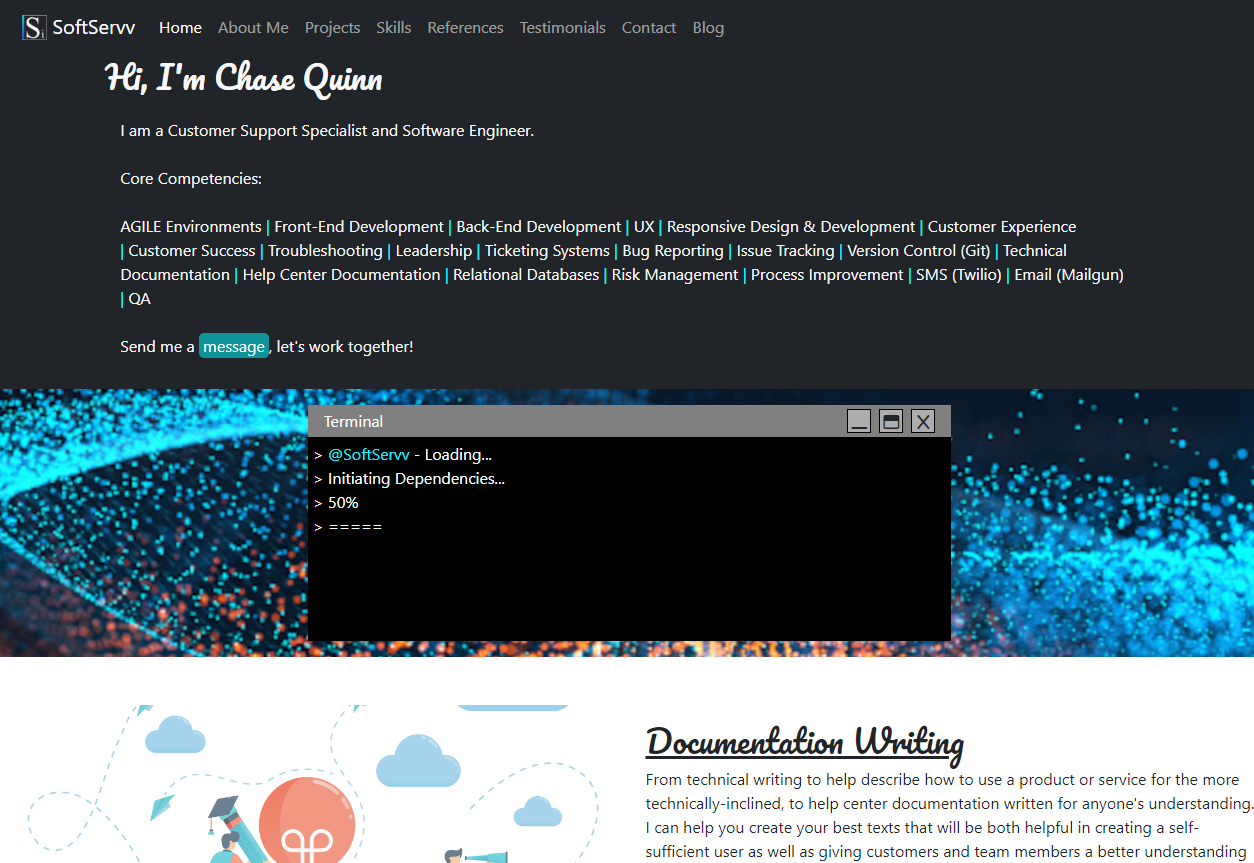 Si SoftServv Home About Me Projects Skills References Testimonials Contact Blog
Hi, I'm Chase Quinn
I am a Customer Support Specialist and Software Engineer.
Core Competencies:
AGILE Environments | Front-End Development | Back-End Development | UX | Responsive Design & Development | Customer Experience
| Customer Success | Troubleshooting | Leadership | Ticketing Systems | Bug Reporting | Issue Tracking | Version Control (Git) | Technical
Documentation | Help Center Documentation | Relational Databases | Risk Management | Process Improvement | SMS (Twilio) | Email (Mailgun)
| QA
Send me a message, let's work together!
Terminal
> @SoftServv - Loading...
> Initiating Dependencies...
> 50%
> =====
Documentation Writing
From technical writing to help describe how to use a product or service for the more
technically-inclined, to help center documentation written for anyone's understanding.
I can help you create your best texts that will be both helpful in creating a self-
sufficient user as well as giving customers and team members a better understanding